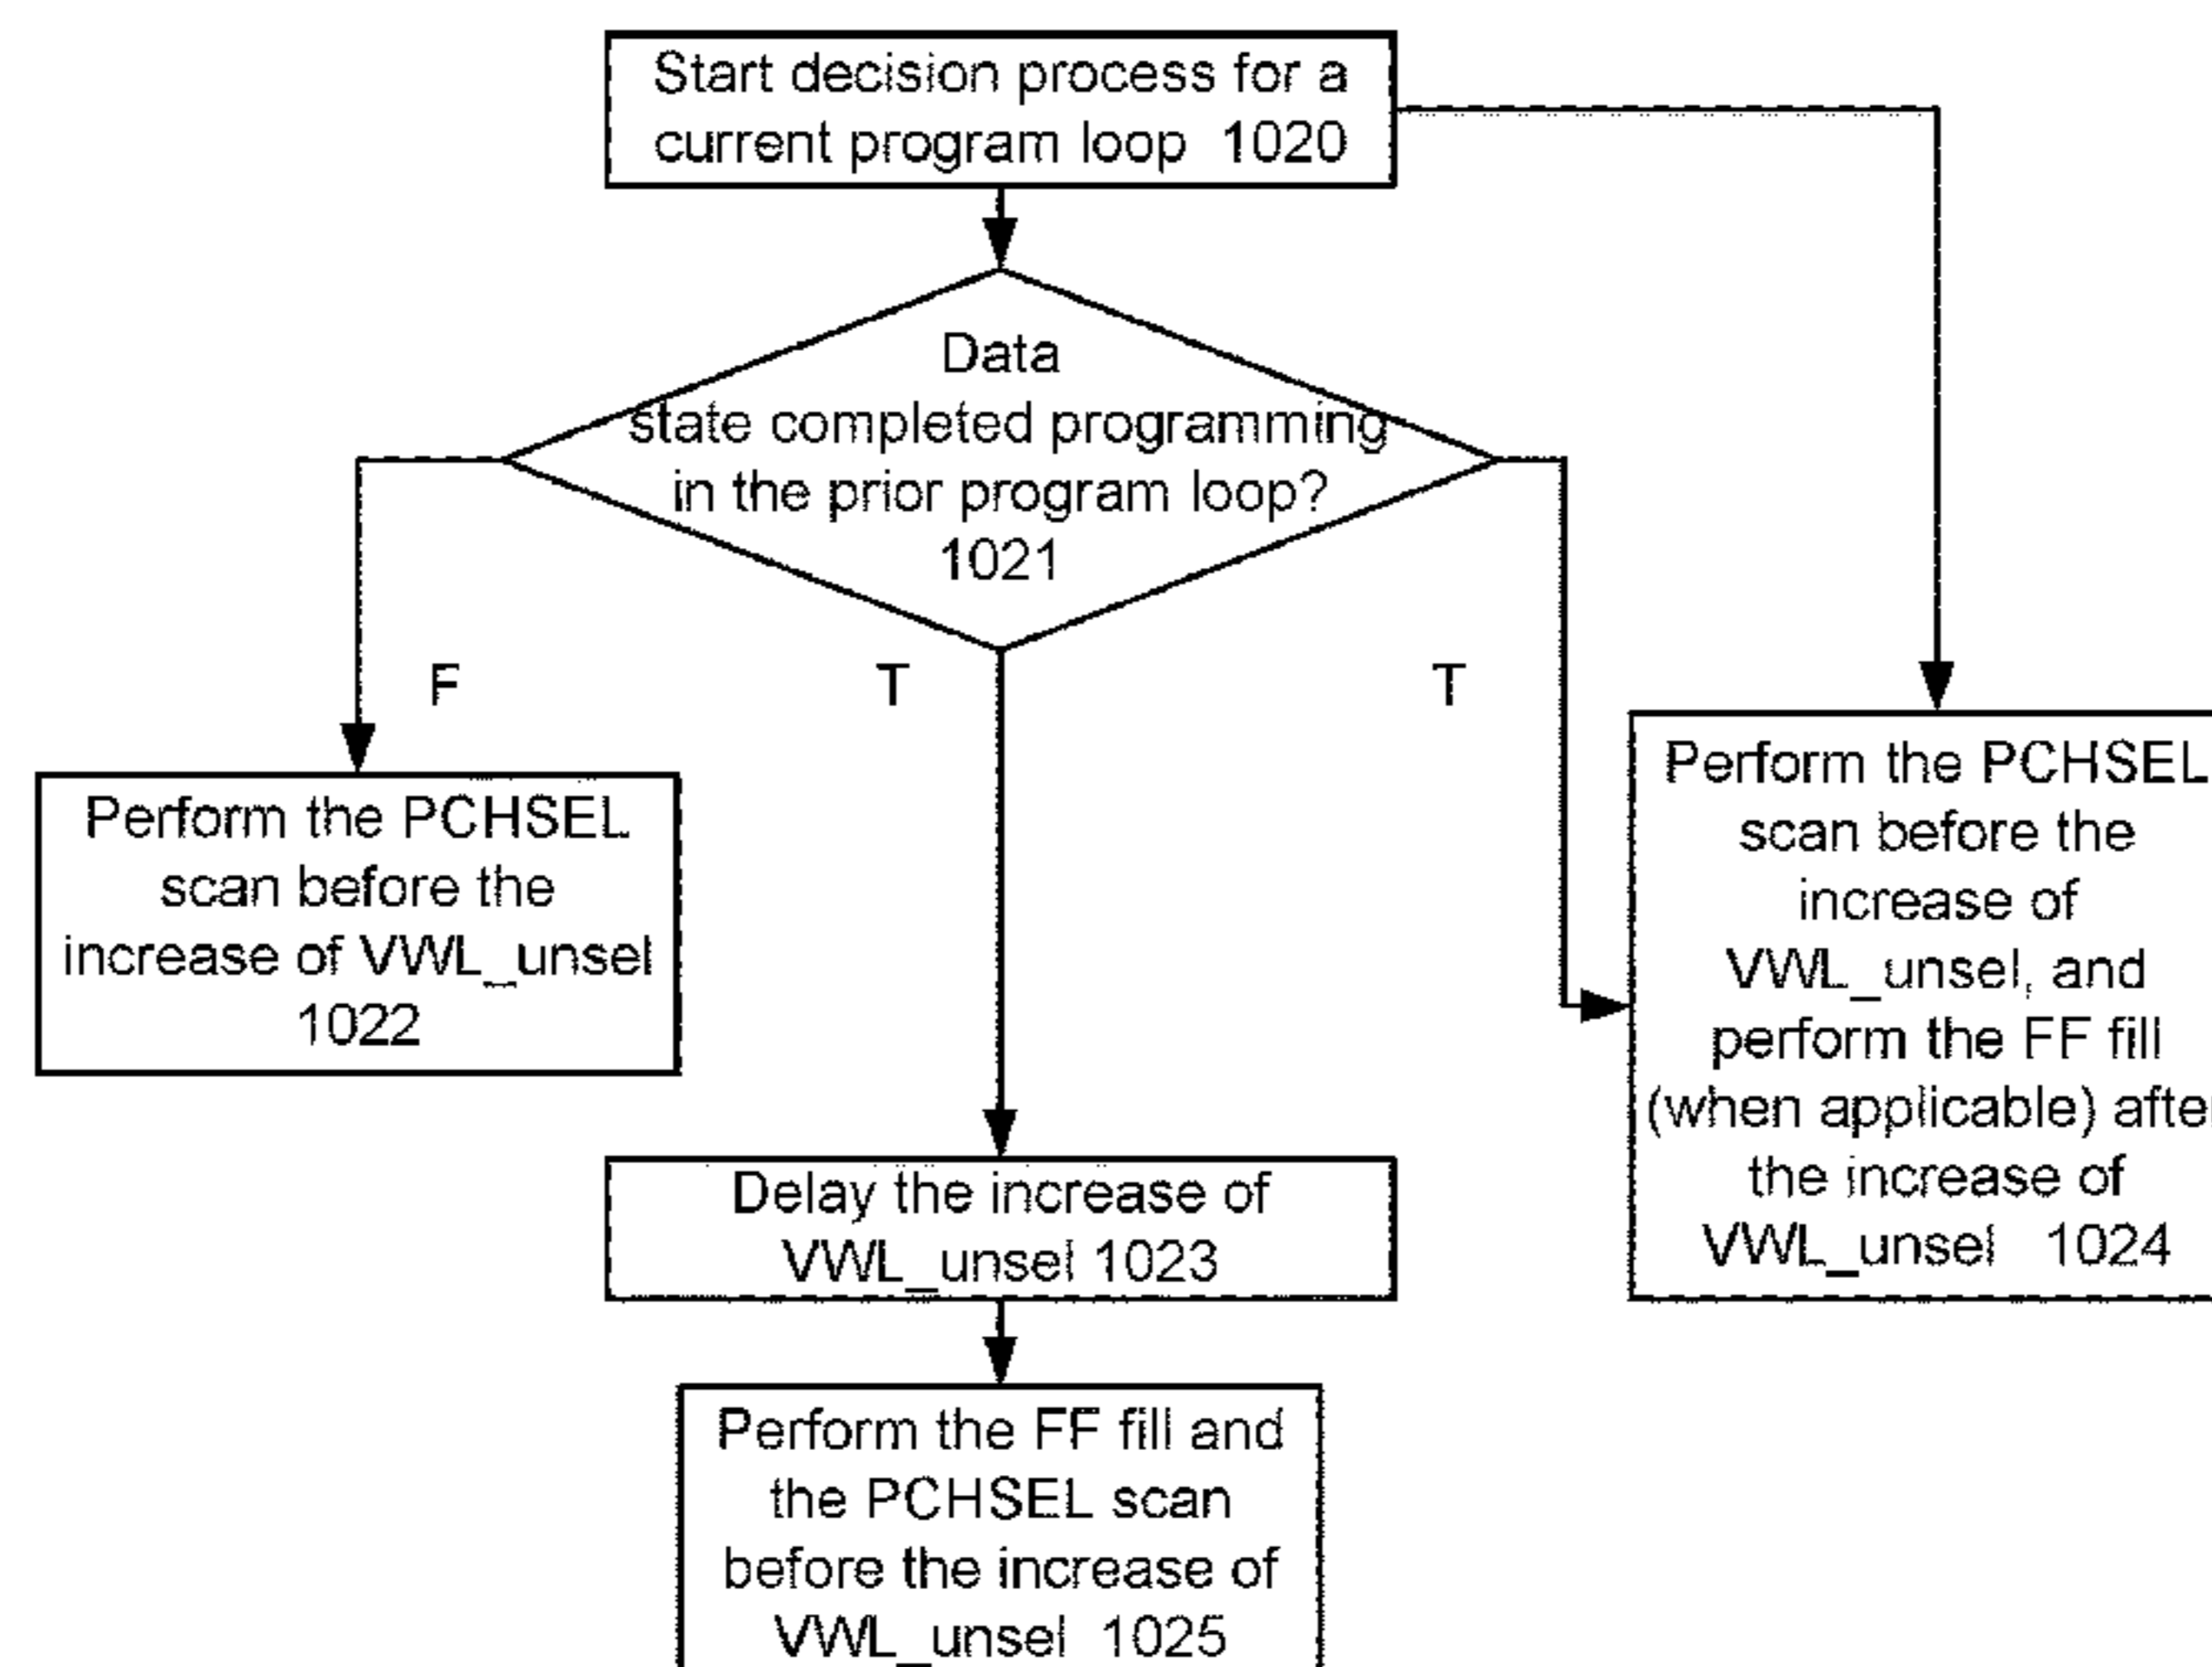 Start decision process for a
current program loop 1020
Data
state completed programming
in the prior program loop?
1021
F
T
T
Perform the PCHSEL
scan before the
increase of VWL_unsel
1022
Delay the increase of
VWL_unsel 1023
Perform the FF fill and
the PCHSEL scan
before the increase of
VWL_unsel 1025
Perform the PCHSEL
scan before the
increase of
VWL_unsel, and
perform the FF fill
(when applicable) after
the increase of
VWL_unsel 1024